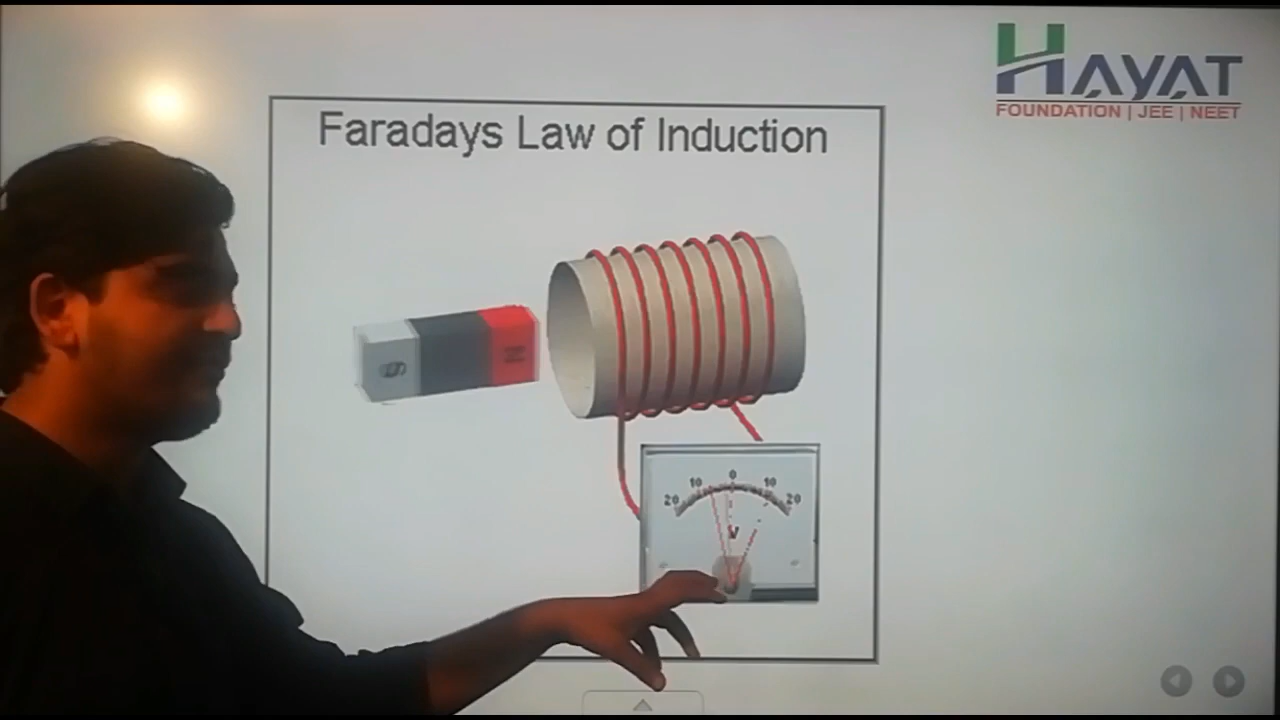 HAYAT
FOUNDATION | JEE | NEET
Faradays Law of Induction
S
N
20 10 0 10 20
V